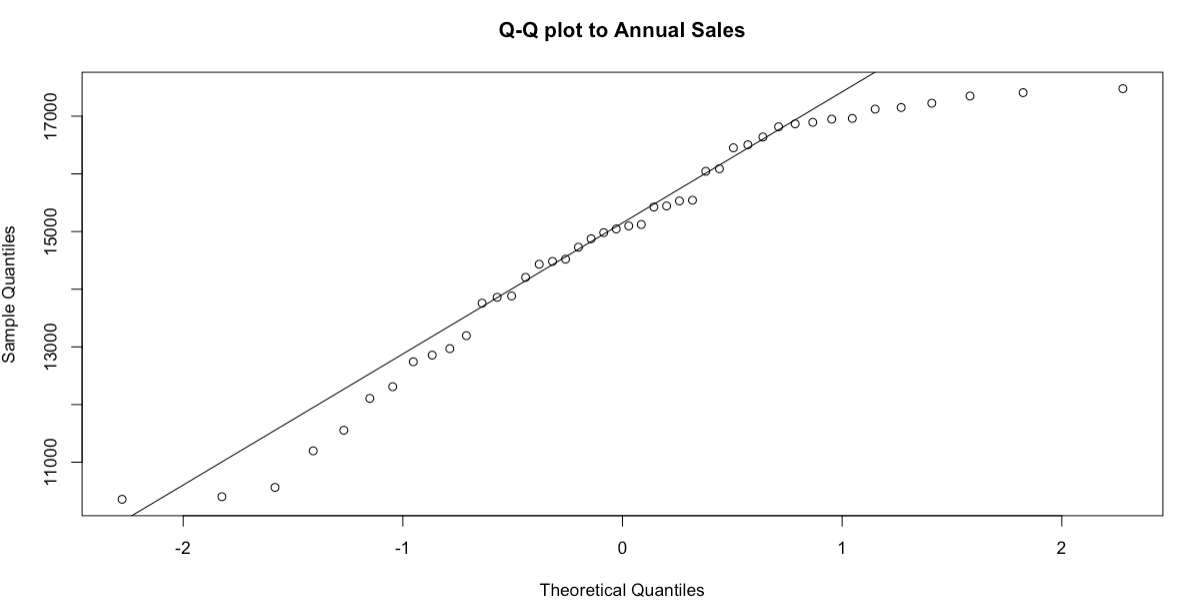 Q-Q plot to Annual Sales
Sample Quantiles
17000
15000
13000
11000
-2 -1 0 1 2
Theoretical Quantiles